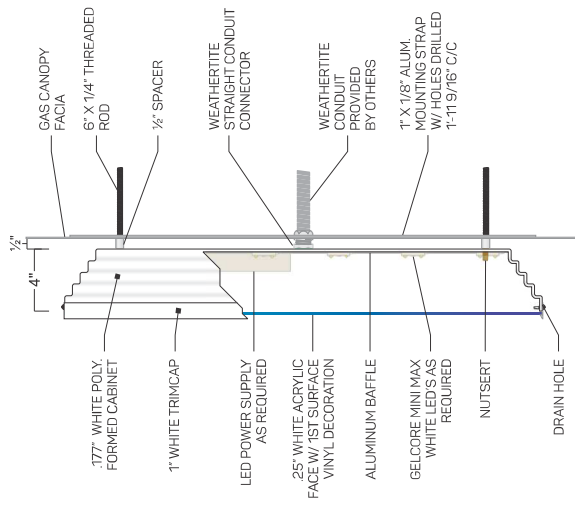 GAS CANOPY
FACIA
6" X 1/4" THREADED
ROD
½" SPACER
WEATHERTITE
STRAIGHT CONDUIT
CONNECTOR
WEATHERTITE
CONDUIT
PROVIDED
BY OTHERS
1" X 1/8" ALUM.
MOUNTING STRAP
W/ HOLES DRILLED
1'-11 9/16" C/C
½"
4"
.177" WHITE POLY.
FORMED CABINET
1" WHITE TRIMCAP
LED POWER SUPPLY
AS REQUIRED
.25" WHITE ACRYLIC
FACE W/ 1ST SURFACE
VINYL DECORATION
ALUMINUM BAFFLE
GELCORE MINI MAX
WHITE LED'S AS
REQUIRED
NUTSERT
DRAIN HOLE